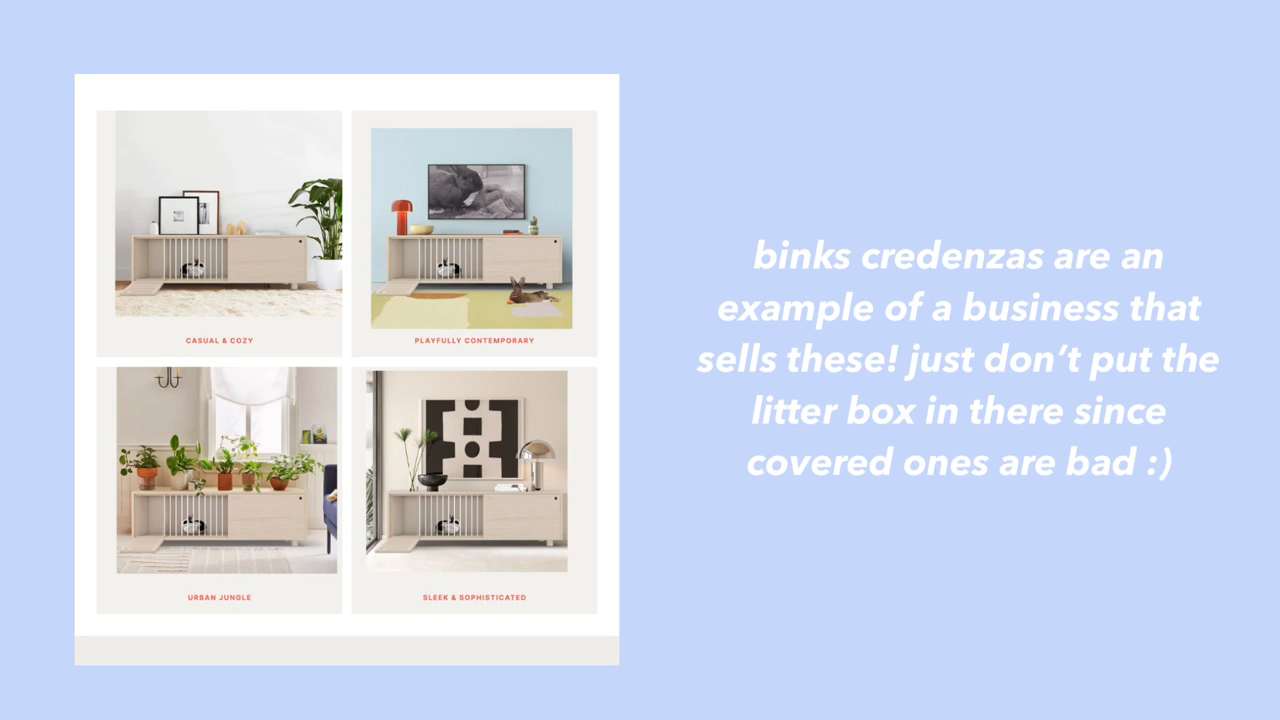 CASUAL & COZY
PLAYFULLY CONTEMPORARY
URBAN JUNGLE
SLEEK & SOPHISTICATED
binks credenzas are an
example of a business that
sells these! just don’t put the
litter box in there since
covered ones are bad :)